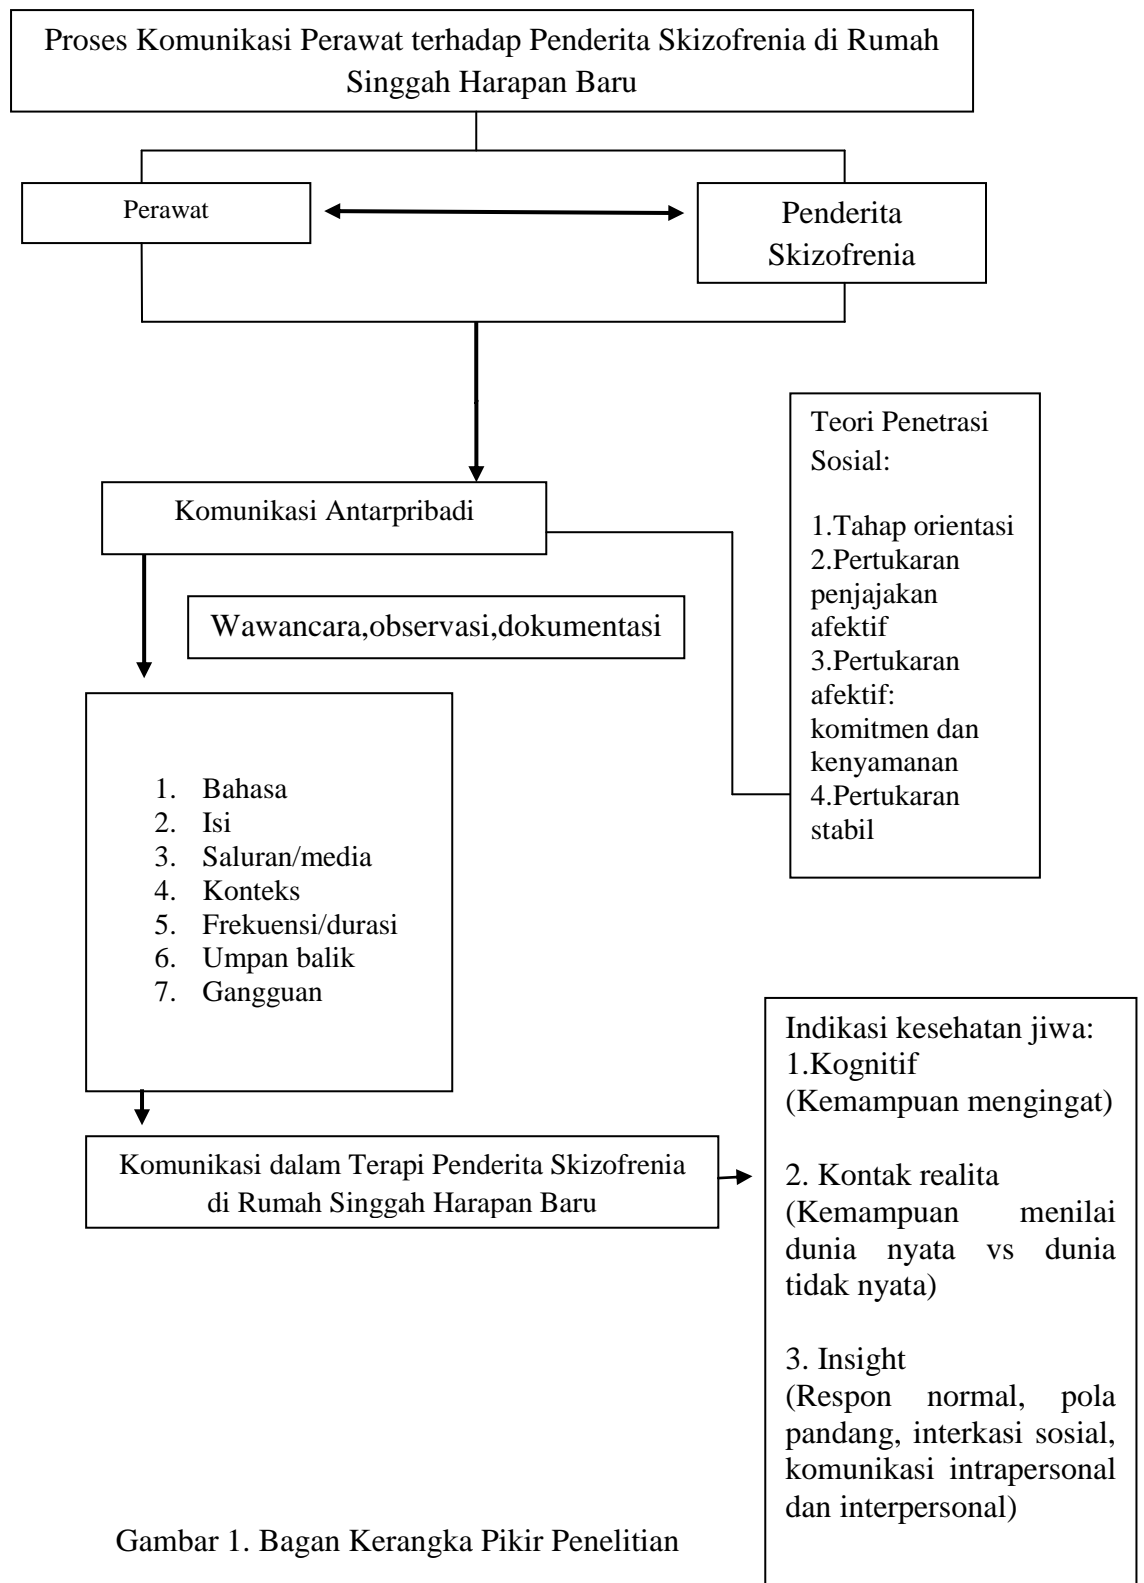 Proses Komunikasi Perawat terhadap Penderita Skizofrenia di Rumah
Singgah Harapan Baru
Perawat
Penderita
Skizofrenia
Teori Penetrasi
Sosial:
1.Tahap orientasi
2.Pertukaran
penjajakan
afektif
3.Pertukaran
afektif:
komitmen dan
kenyamanan
4.Pertukaran
stabil
Komunikasi Antarpribadi
Wawancara,observasi,dokumentasi
1. Bahasa
2. Isi
3. Saluran/media
4. Konteks
5. Frekuensi/durasi
6. Umpan balik
7. Gangguan
Komunikasi dalam Terapi Penderita Skizofrenia
di Rumah Singgah Harapan Baru
Indikasi kesehatan jiwa:
1.Kognitif
(Kemampuan mengingat)
2. Kontak realita
(Kemampuan menilai
dunia nyata vs dunia
tidak nyata)
3. Insight
(Respon normal, pola
pandang, interkasi sosial,
komunikasi intrapersonal
dan interpersonal)
Gambar 1. Bagan Kerangka Pikir Penelitian